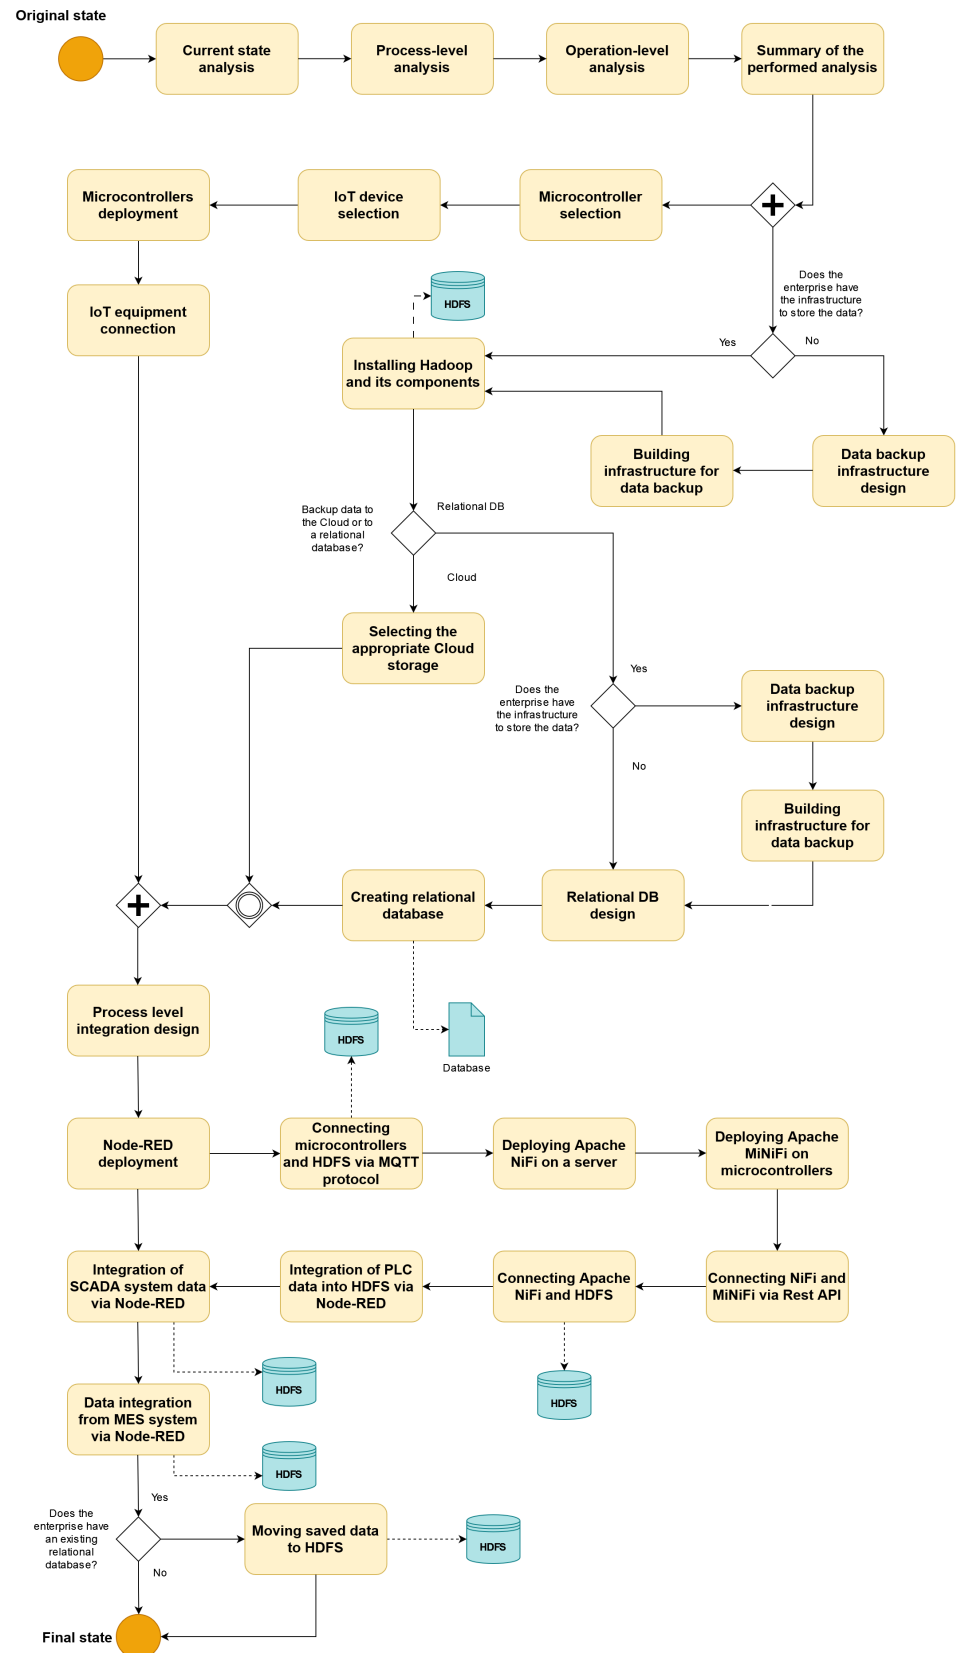 Original state
Current state
analysis
Process-level
analysis
Operation-level
analysis
Summary of the
performed analysis
Microcontrollers
deployment
IoT device
selection
Microcontroller
selection
IoT equipment
connection
HDFS
Does the
enterprise have
the infrastructure
to store the data?
Yes
No
Installing Hadoop
and its components
Building
infrastructure for
data backup
Data backup
infrastructure
design
Backup data to
the Cloud or to
a relational
database?
Relational DB
Cloud
Selecting the
appropriate Cloud
storage
Does the
enterprise have
the infrastructure
to store the data?
Yes
No
Data backup
infrastructure
design
Building
infrastructure for
data backup
Creating relational
database
Relational DB
design
Process level
integration design
HDFS
Database
Node-RED
deployment
Connecting
microcontrollers
and HDFS via MQTT
protocol
Deploying Apache
NiFi on a server
Deploying Apache
MiNiFi on
microcontrollers
Integration of
SCADA system data
via Node-RED
Integration of PLC
data into HDFS via
Node-RED
Connecting Apache
NiFi and HDFS
Connecting NiFi and
MiNiFi via Rest API
HDFS
HDFS
Data integration
from MES system
via Node-RED
HDFS
Yes
Does the
enterprise have
an existing
relational
database?
No
Moving saved data
to HDFS
HDFS
Final state